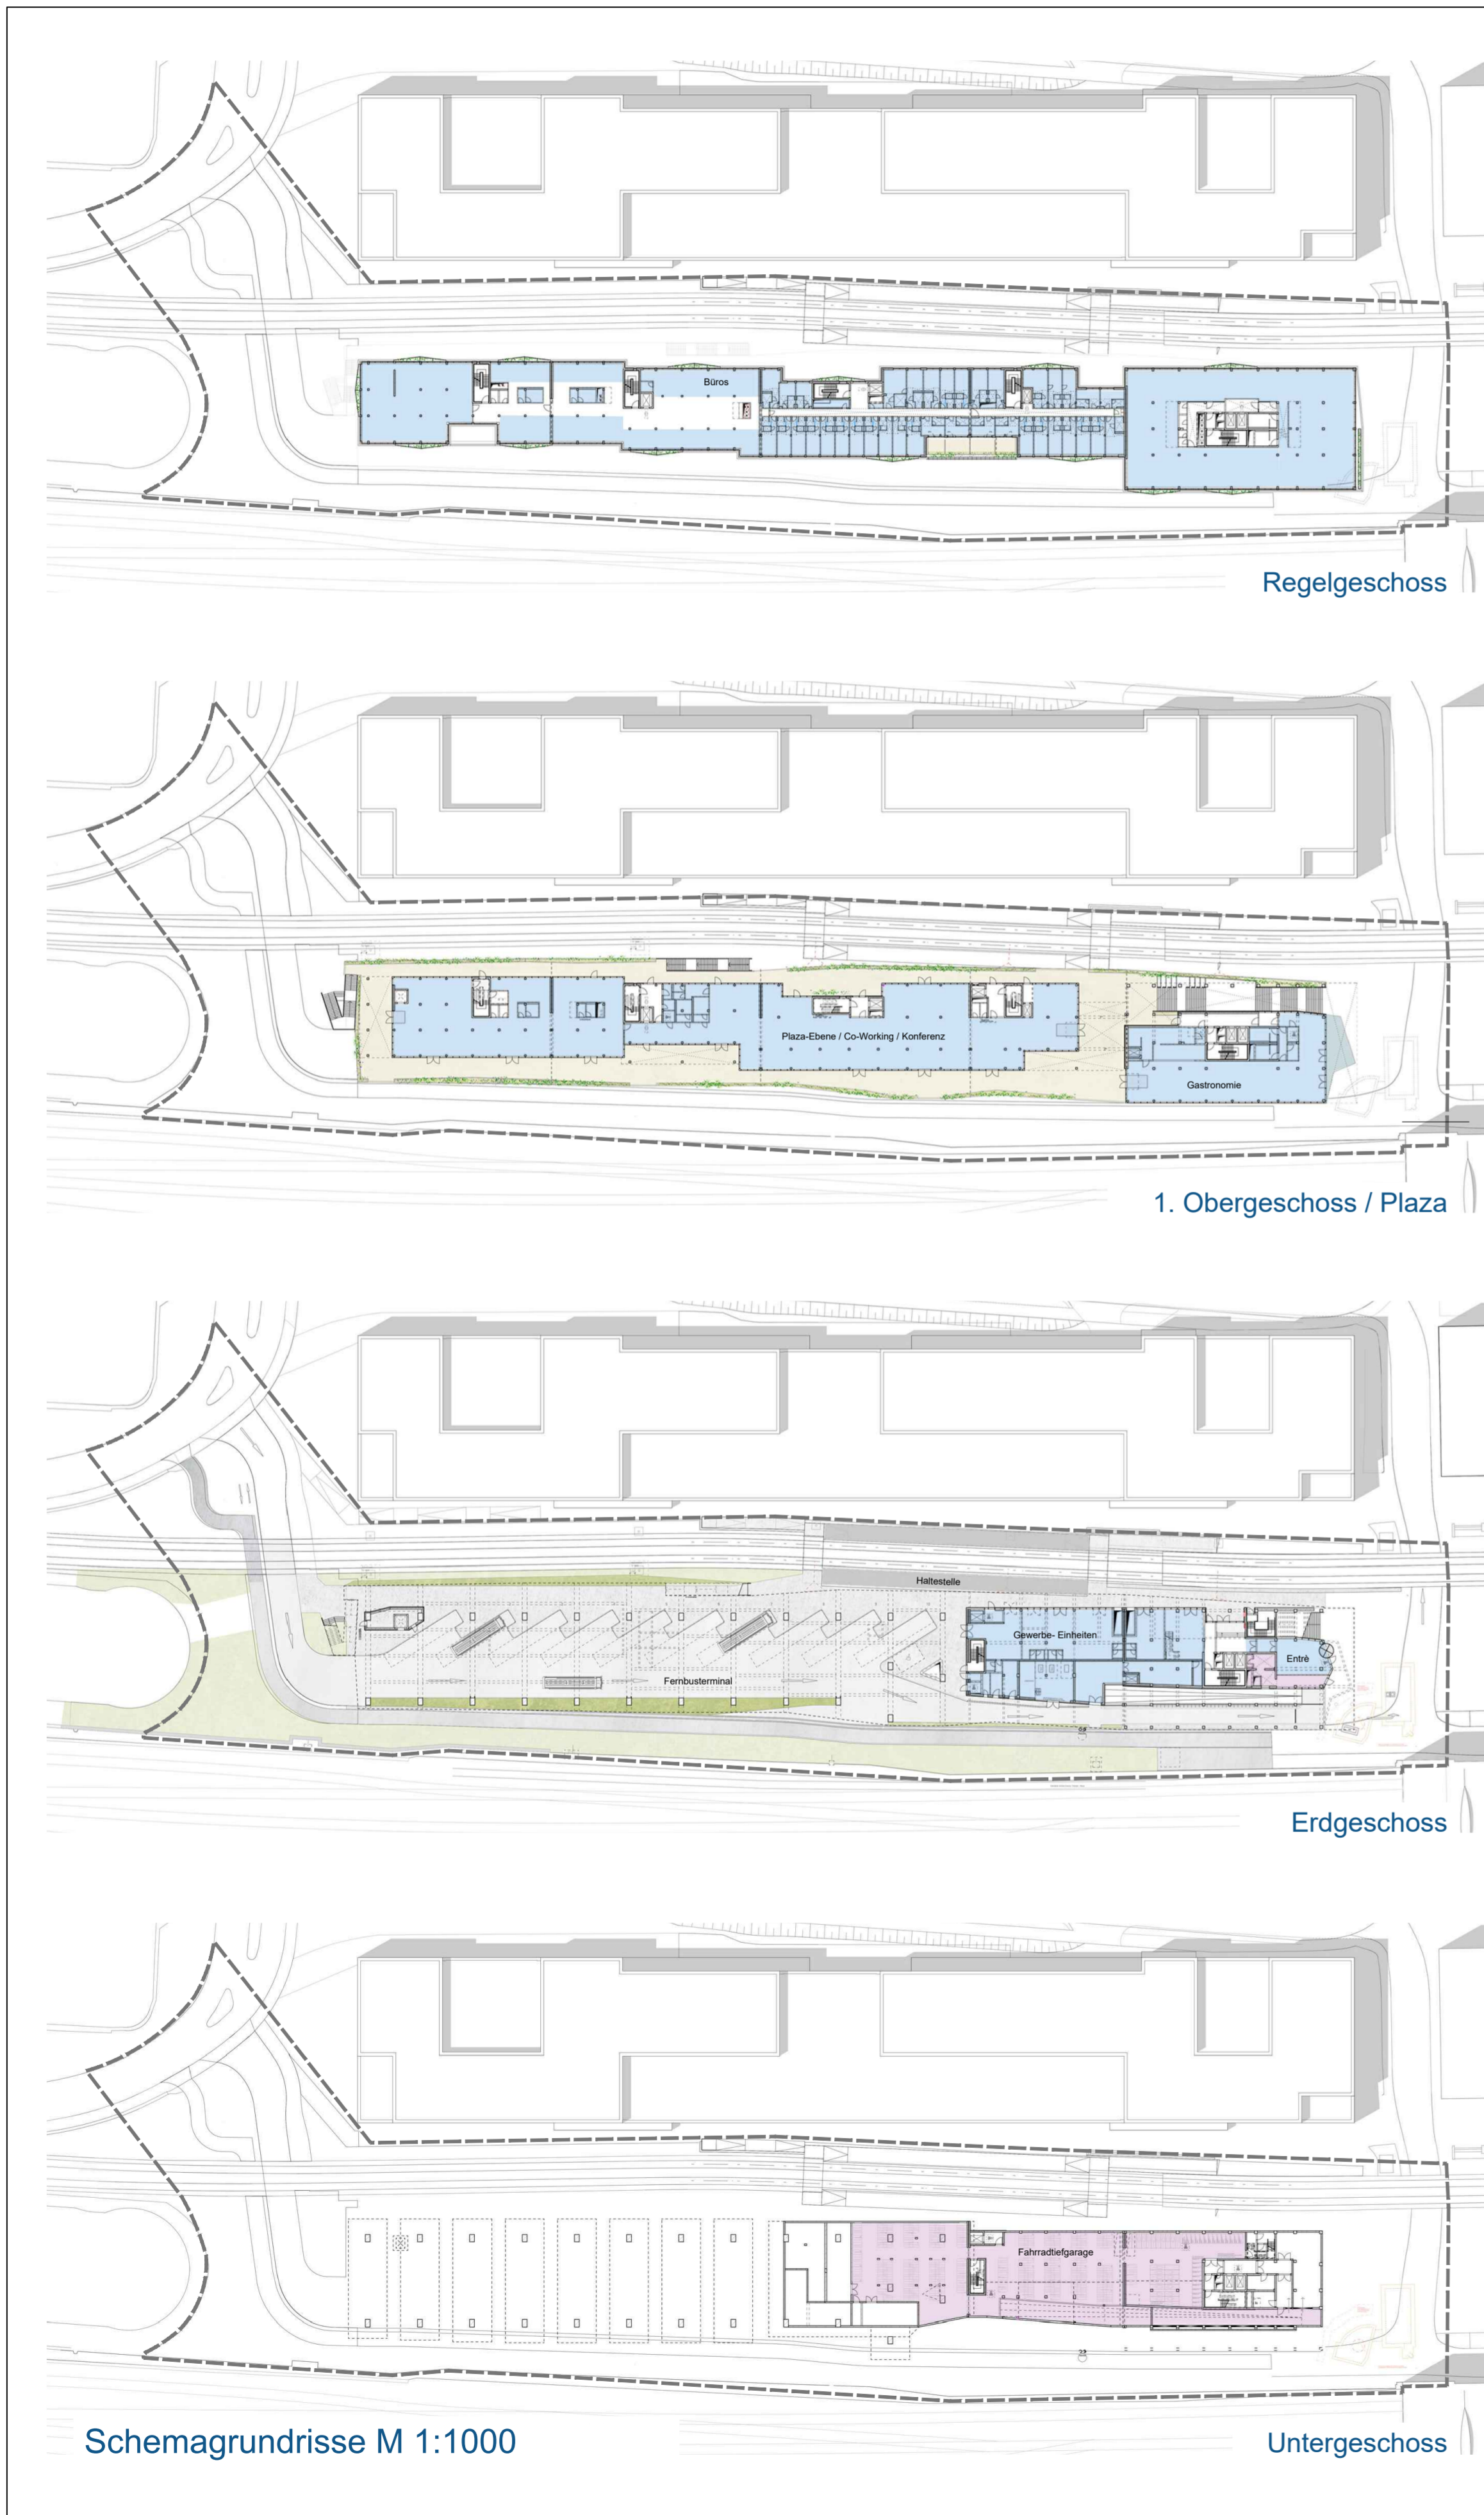 Büros
Regelgeschoss
Plaza-Ebene / Co-Working / Konferenz
Gastronomie
1. Obergeschoss / Plaza
Haltestelle
Gewerbe- Einheiten
Entrè
Fernbusterminal
Erdgeschoss
Fahrradtiefgarage
Schemagrundrisse M 1:1000
Untergeschoss